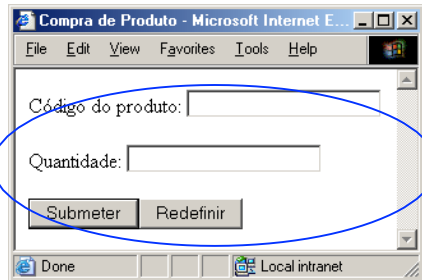 Compra de Produto - Microsoft Internet E...
File Edit View Favorites Tools Help
Código do produto:
Quantidade:
Submeter Redefinir
Done Local intranet